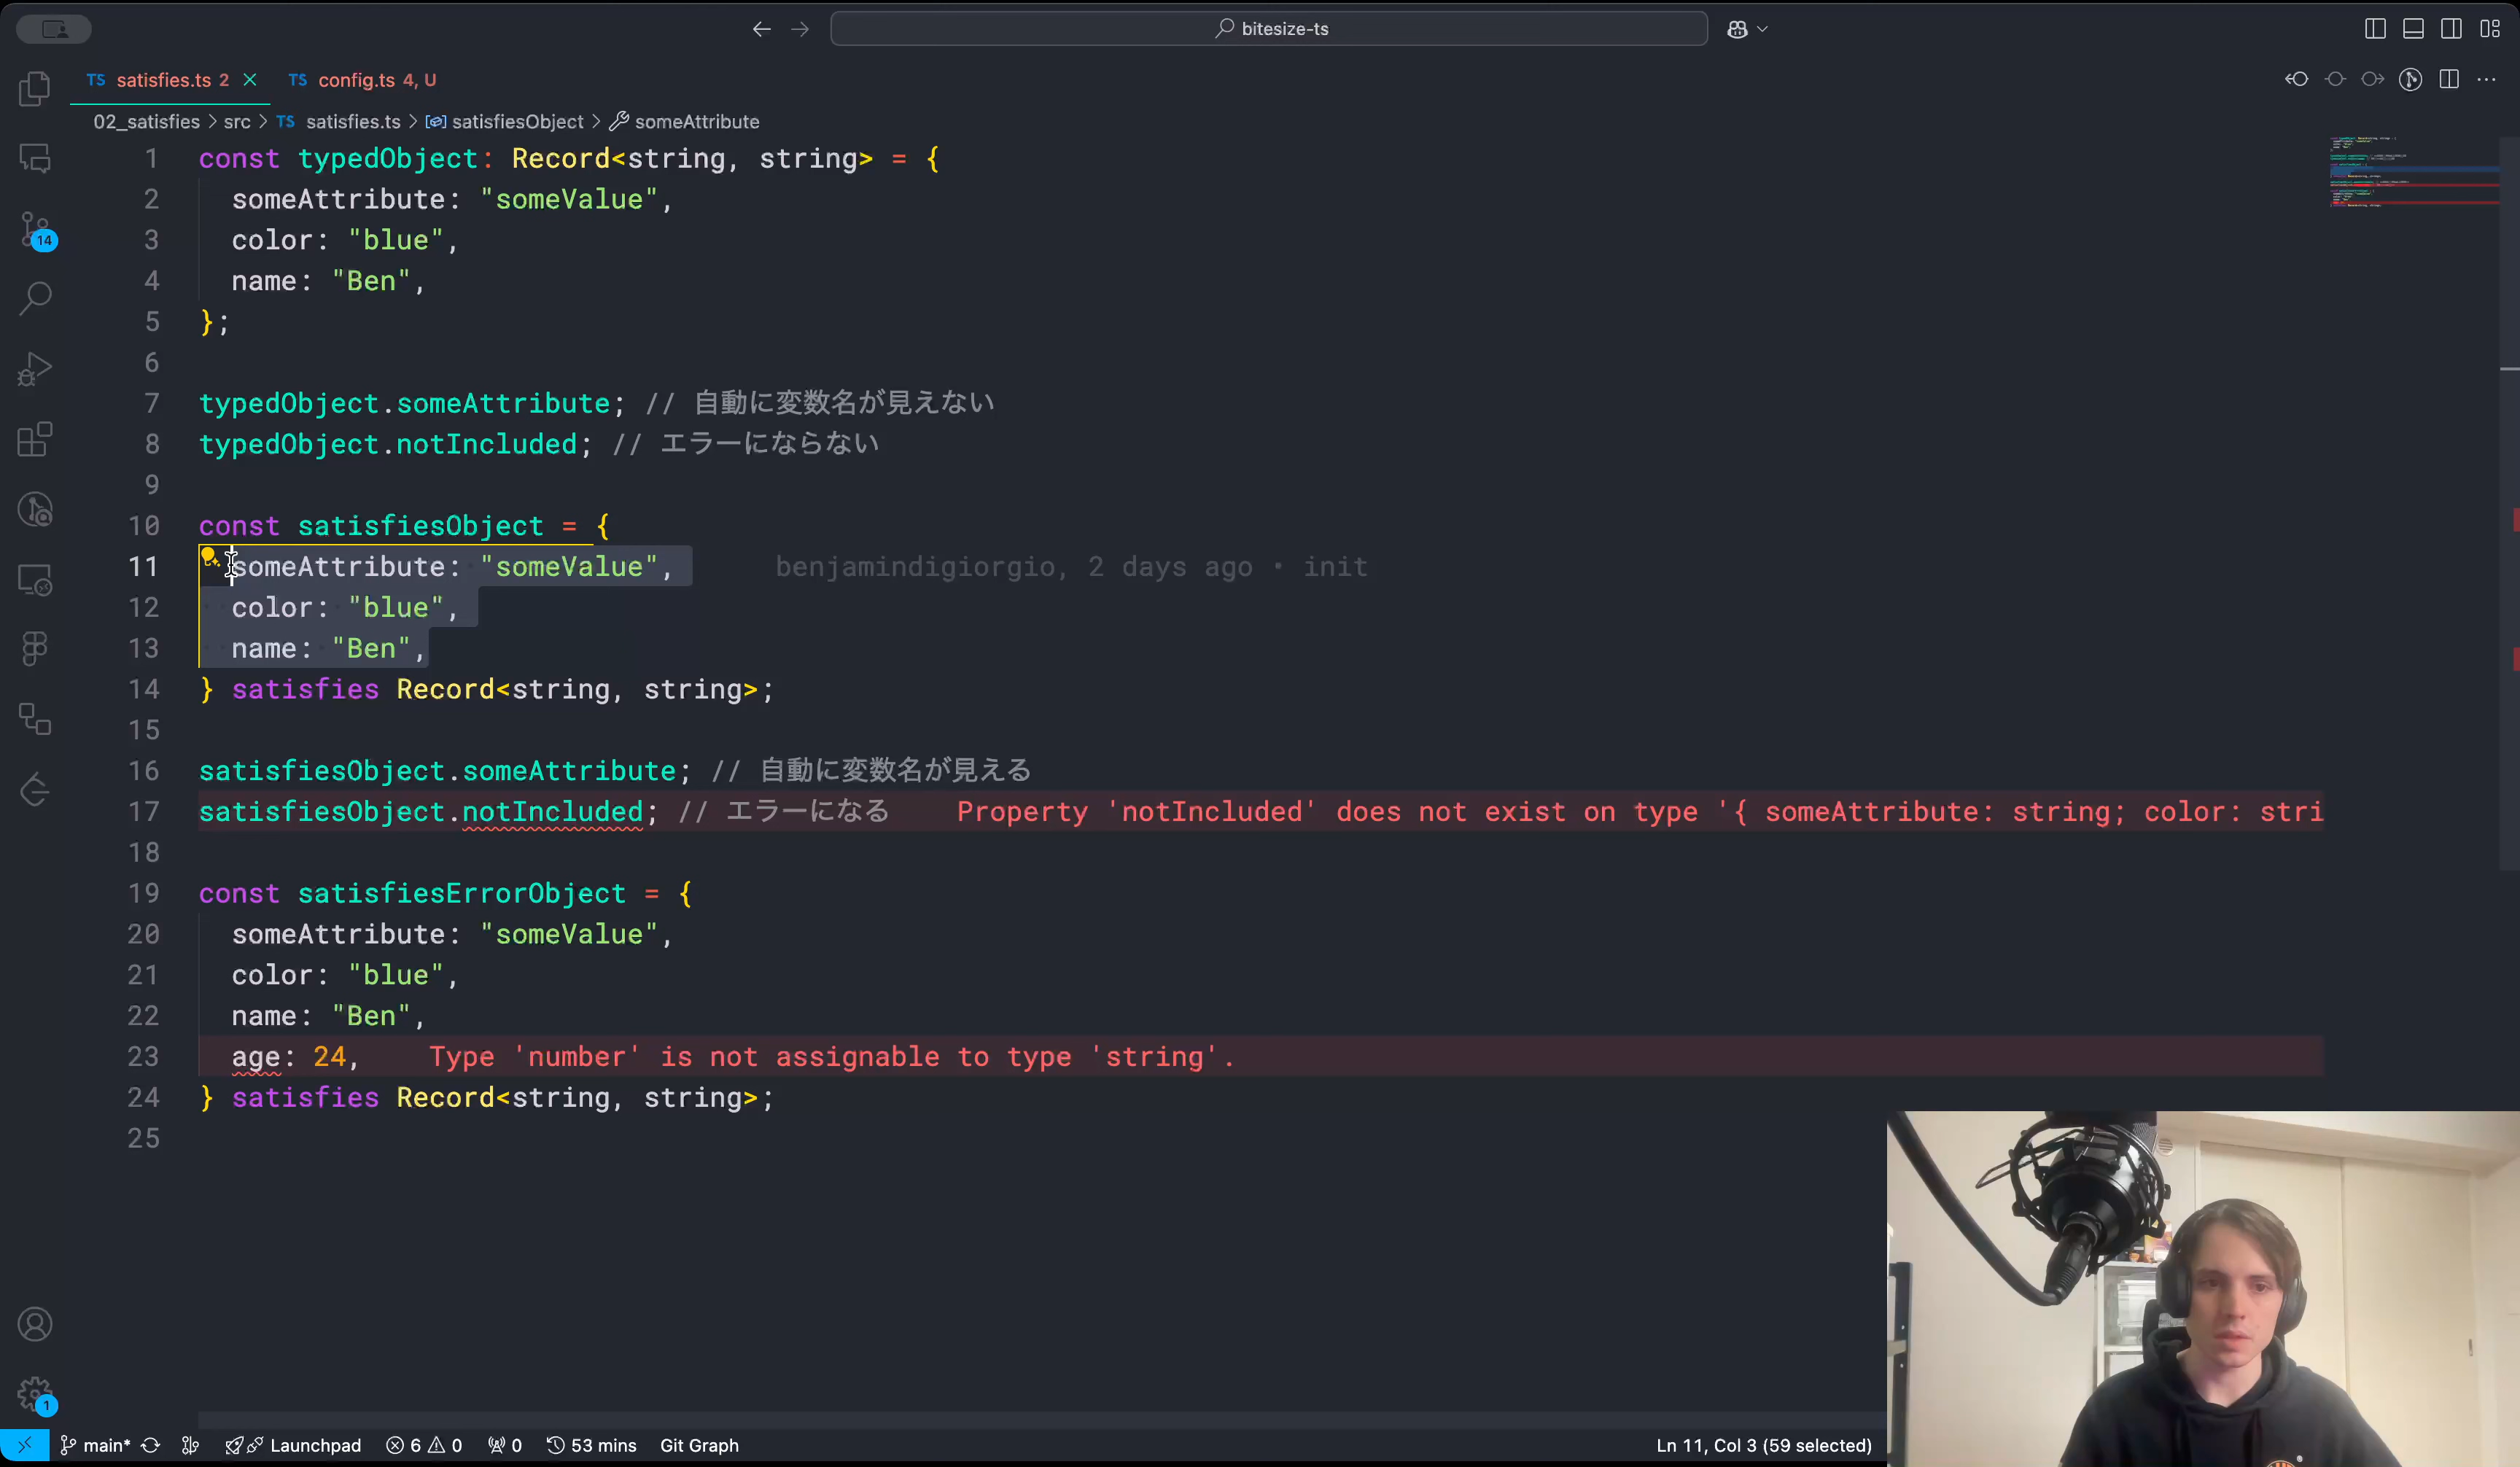 bitesize-ts
TS satisfies.ts 2 TS config.ts 4, U
02_satisfies > src > TS satisfies.ts > satisfiesObject > someAttribute
1 const typedObject: Record<string, string> = {
2 someAttribute: "someValue",
3 color: "blue",
4 name: "Ben",
5 };
6
7 typedObject.someAttribute; // 自動に変数名が見えない
8 typedObject.notIncluded; // エラーにならない
9
10 const satisfiesObject = {
11 someAttribute: "someValue", benjamindigiorgio, 2 days ago • init
12 color: "blue",
13 name: "Ben",
14 } satisfies Record<string, string>;
15
16 satisfiesObject.someAttribute; // 自動に変数名が見える
17 satisfiesObject.notIncluded; // エラーになる Property 'notIncluded' does not exist on type '{ someAttribute: string; color: stri
18
19 const satisfiesErrorObject = {
20 someAttribute: "someValue",
21 color: "blue",
22 name: "Ben",
23 age: 24, Type 'number' is not assignable to type 'string'.
24 } satisfies Record<string, string>;
25
14
1
main* Launchpad 6 0 0 53 mins Git Graph Ln 11, Col 3 (59 selected)